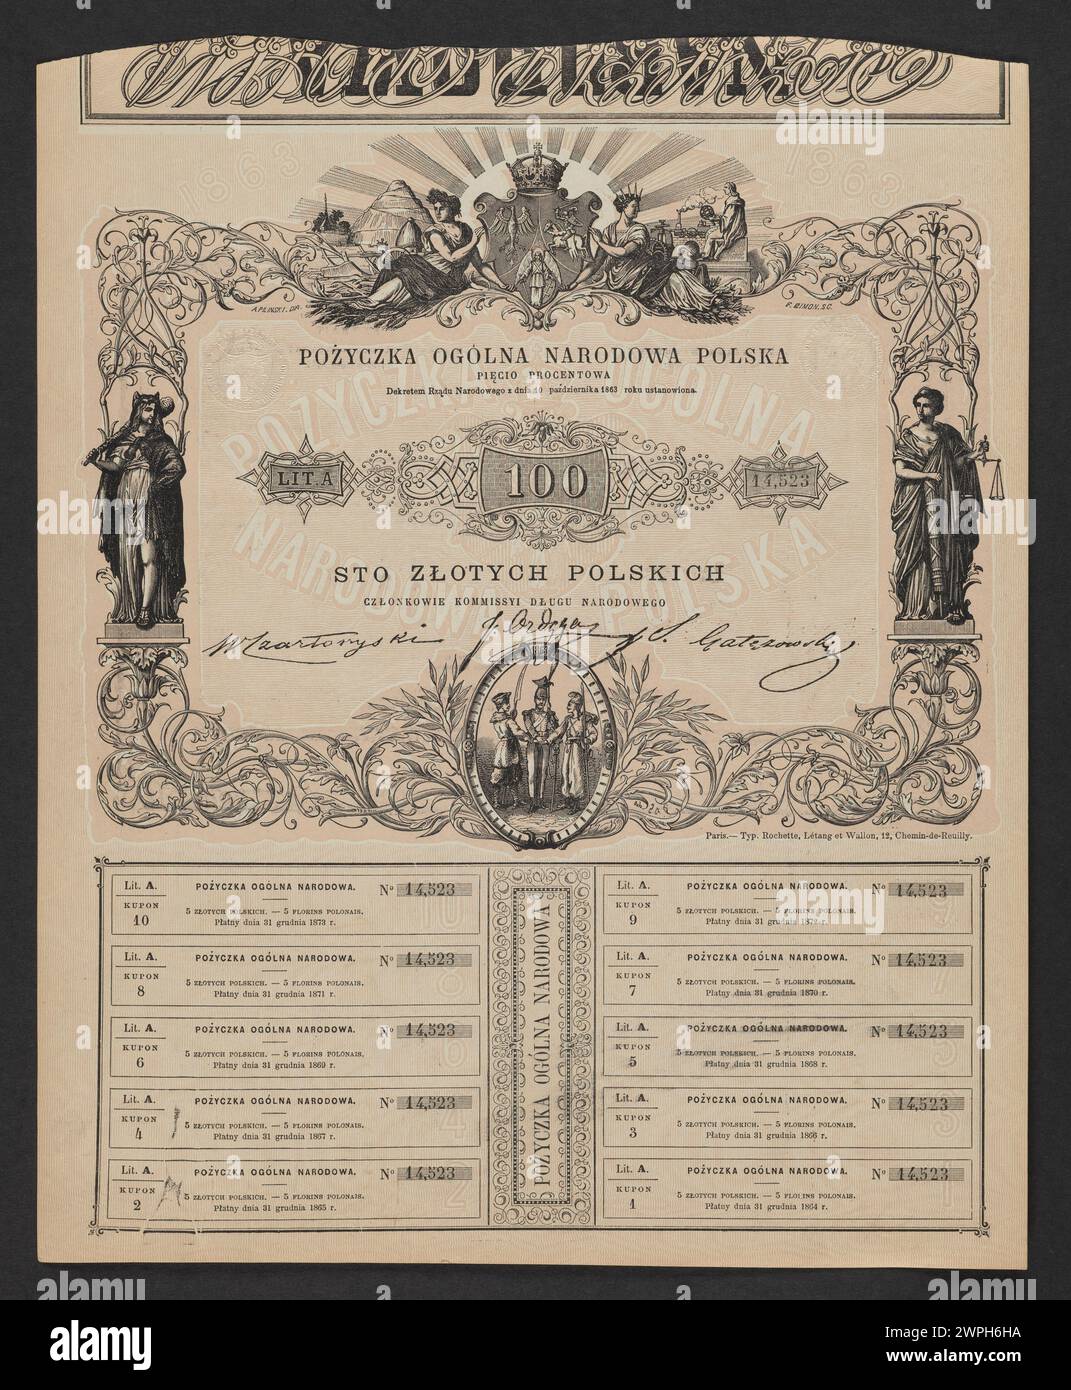 1863
1863
A.PŁIŃSKI.DR.
F. DIMON. SC.
POŻYCZKA OGÓLNA NARODOWA POLSKA
PIĘCIO PROCENTOWA
Dekretem Rządu Narodowego z dnia 10 października 1863 roku ustanowiona.
POŻYCZKA OGÓLNA
NARODOWA POLSKA
LIT. A
100
14,523
STO ZŁOTYCH POLSKICH
CZŁONKOWIE KOMMISSYI DŁUGU NARODOWEGO
W Czartoryski J. Ordęga J. S. Gałęzowski
Paris.— Typ. Rochette, Létang et Wallon, 12, Chemin-de-Reuilly.
Lit. A. POŻYCZKA OGÓLNA NARODOWA. No 14,523
KUPON
10
5 ZŁOTYCH POLSKICH. — 5 FLORINS POLONAIS.
Płatny dnia 31 grudnia 1873 r.
Lit. A. POŻYCZKA OGÓLNA NARODOWA. No 14,523
KUPON
9
5 ZŁOTYCH POLSKICH. — 5 FLORINS POLONAIS.
Płatny dnia 31 grudnia 1872 r.
Lit. A. POŻYCZKA OGÓLNA NARODOWA. No 14,523
KUPON
8
5 ZŁOTYCH POLSKICH. — 5 FLORINS POLONAIS.
Płatny dnia 31 grudnia 1871 r.
Lit. A. POŻYCZKA OGÓLNA NARODOWA. No 14,523
KUPON
7
5 ZŁOTYCH POLSKICH. — 5 FLORINS POLONAIS.
Płatny dnia 31 grudnia 1870 r.
Lit. A. POŻYCZKA OGÓLNA NARODOWA. No 14,523
KUPON
6
5 ZŁOTYCH POLSKICH. — 5 FLORINS POLONAIS.
Płatny dnia 31 grudnia 1869 r.
Lit. A. POŻYCZKA OGÓLNA NARODOWA. No 14,523
KUPON
5
5 ZŁOTYCH POLSKICH. — 5 FLORINS POLONAIS.
Płatny dnia 31 grudnia 1868 r.
Lit. A. POŻYCZKA OGÓLNA NARODOWA. No 14,523
KUPON
4
5 ZŁOTYCH POLSKICH. — 5 FLORINS POLONAIS.
Płatny dnia 31 grudnia 1867 r.
Lit. A. POŻYCZKA OGÓLNA NARODOWA. No 14,523
KUPON
3
5 ZŁOTYCH POLSKICH. — 5 FLORINS POLONAIS.
Płatny dnia 31 grudnia 1866 r.
Lit. A. POŻYCZKA OGÓLNA NARODOWA. No 14,523
KUPON
2
5 ZŁOTYCH POLSKICH. — 5 FLORINS POLONAIS.
Płatny dnia 31 grudnia 1865 r.
Lit. A. POŻYCZKA OGÓLNA NARODOWA. No 14,523
KUPON
1
5 ZŁOTYCH POLSKICH. — 5 FLORINS POLONAIS.
Płatny dnia 31 grudnia 1864 r.
POŻYCZKA OGÓLNA NARODOWA
alamy
Image ID: 2WPH6HA
www.alamy.com